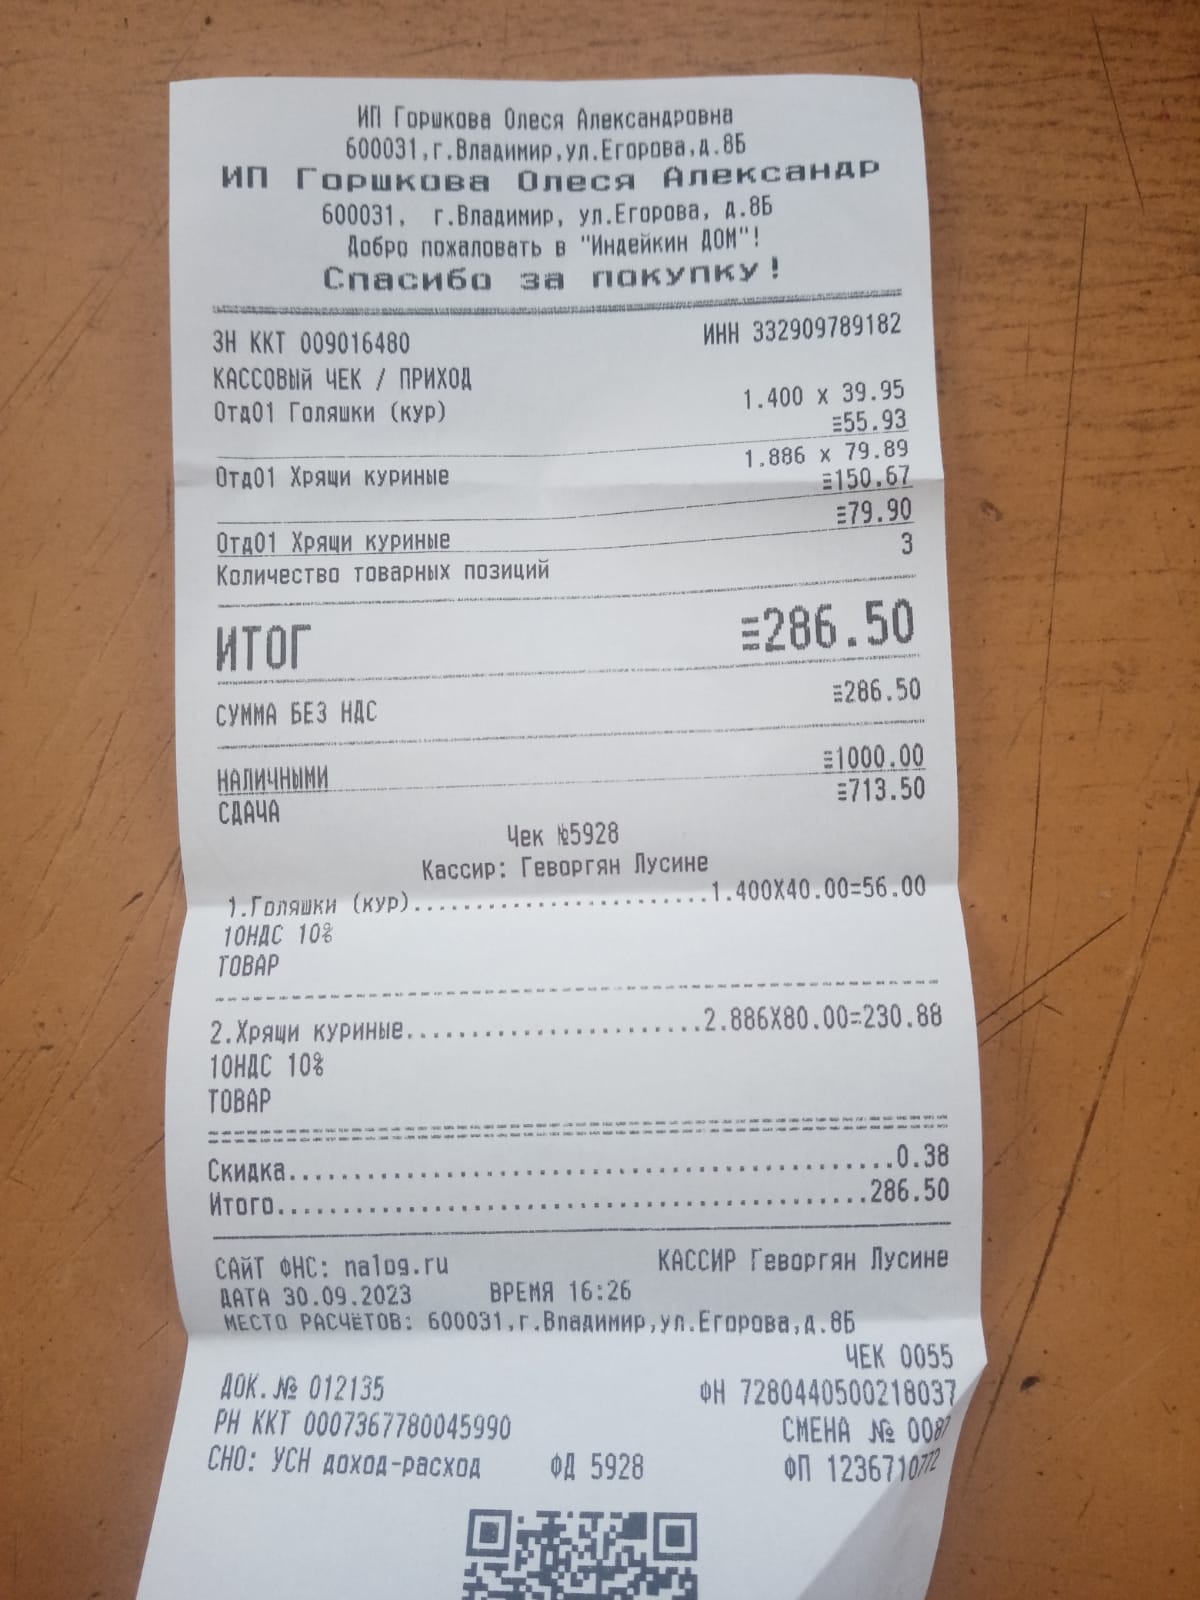 ИП Горшкова Олеся Александровна
600031,г.Владимир,ул.Егорова,д.8Б
ИП Горшкова Олеся Александр
600031, г.Владимир, ул.Егорова, д.8Б
Добро пожаловать в "Индейкин ДОМ"!
Спасибо за покупку!
ЗН ККТ 009016480 ИНН 332909789182
КАССОВЫЙ ЧЕК / ПРИХОД
Отд01 Голяшки (кур) 1.400 x 39.95
≡55.93
Отд01 Хрящи куриные 1.886 x 79.89
≡150.67
Отд01 Хрящи куриные ≡79.90
Количество товарных позиций 3
ИТОГ ≡286.50
СУММА БЕЗ НДС ≡286.50
НАЛИЧНЫМИ ≡1000.00
СДАЧА ≡713.50
Чек №5928
Кассир: Геворгян Лусине
1.Голяшки (кур)........................1.400X40.00=56.00
10НДС 10%
ТОВАР
2.Хрящи куриные........................2.886X80.00=230.88
10НДС 10%
ТОВАР
Скидка..................................................0.38
Итого.................................................286.50
САЙТ ФНС: nalog.ru КАССИР Геворгян Лусине
ДАТА 30.09.2023 ВРЕМЯ 16:26
МЕСТО РАСЧЁТОВ: 600031,г.Владимир,ул.Егорова,д.8Б
ЧЕК 0055
ДОК.№ 012135 ФН 7280440500218037
РН ККТ 0007367780045990 СМЕНА № 0087
СНО: УСН доход-расход ФД 5928 ФП 1236710772